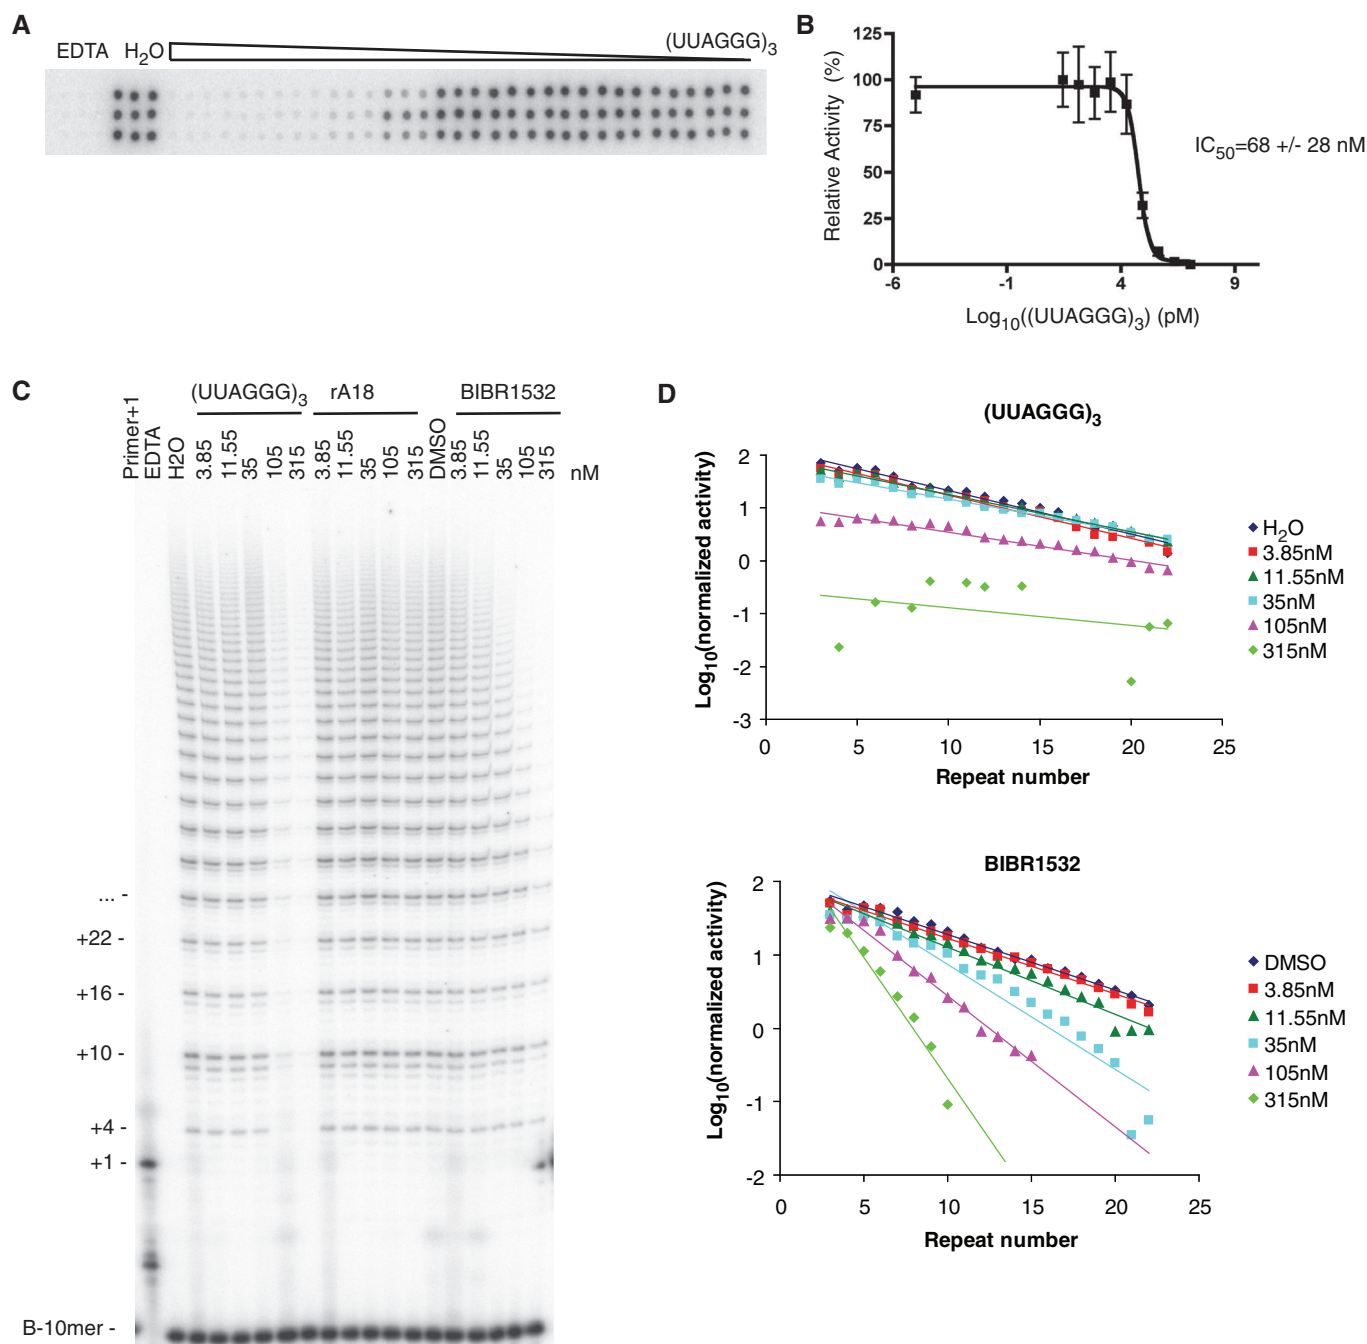 A
EDTA H2O (UUAGGG)3
B
125
100
75
50
25
0
-6 -1 4 9
Relative Activity (%)
Log10((UUAGGG)3) (pM)
IC50=68 +/- 28 nM
C
(UUAGGG)3 rA18 BIBR1532
Primer+1 EDTA H2O 3.85 11.55 35 105 315 3.85 11.55 35 105 315 DMSO 3.85 11.55 35 105 315 nM
... -
+22 -
+16 -
+10 -
+4 -
+1 -
B-10mer -
D
(UUAGGG)3
2
1
0
-1
-2
-3
0 5 10 15 20 25
Log10(normalized activity)
Repeat number
H2O
3.85nM
11.55nM
35nM
105nM
315nM
BIBR1532
2
1
0
-1
-2
0 5 10 15 20 25
Log10(normalized activity)
Repeat number
DMSO
3.85nM
11.55nM
35nM
105nM
315nM